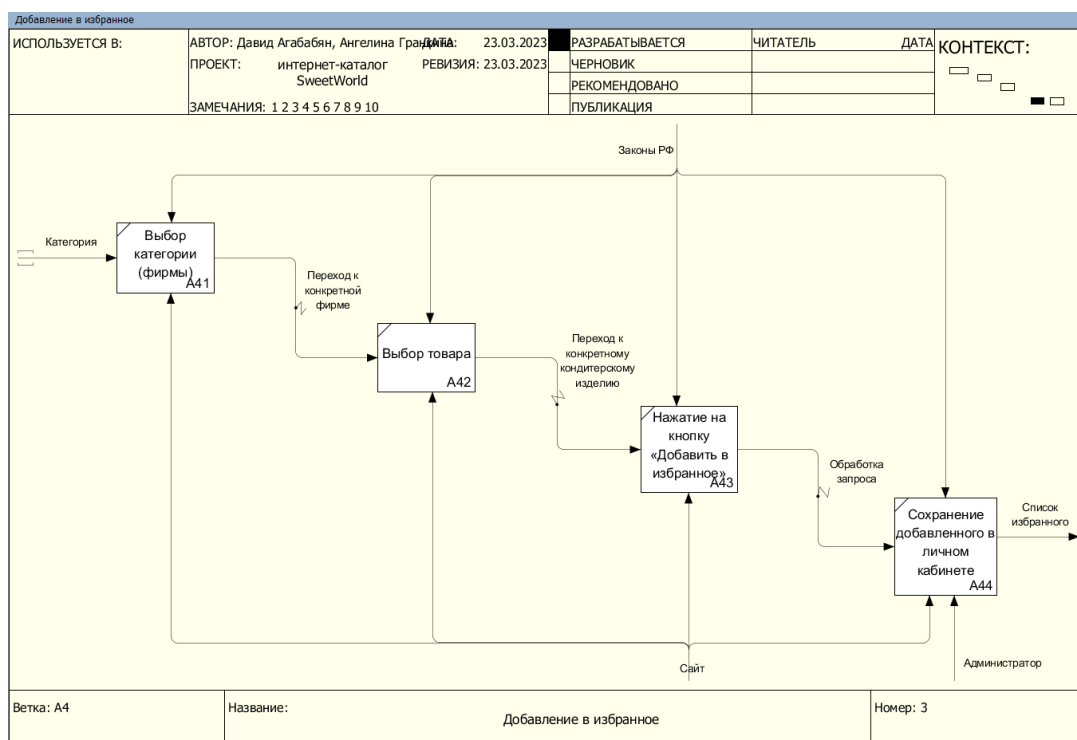 Добавление в избранное
ИСПОЛЬЗУЕТСЯ В:
АВТОР: Давид Агабабян, Ангелина
ДАТА: 23.03.2023
ПРОЕКТ: интернет-каталог
SweetWorld
РЕВИЗИЯ: 23.03.2023
ЗАМЕЧАНИЯ: 1 2 3 4 5 6 7 8 9 10
РАЗРАБАТЫВАЕТСЯ
ЧЕРНОВИК
РЕКОМЕНДОВАНО
ПУБЛИКАЦИЯ
ЧИТАТЕЛЬ
ДАТА
КОНТЕКСТ:
Законы РФ
Категория
Выбор
категории
(фирмы)
A41
Переход к
конкретной
фирме
Выбор товара
A42
Переход к
конкретному
кондитерскому
изделию
Нажатие на
кнопку
«Добавить в
избранное»
A43
Обработка
запроса
Сохранение
добавленного в
личном
кабинете
A44
Список
избранного
Сайт
Администратор
Ветка: A4
Название:
Добавление в избранное
Номер: 3